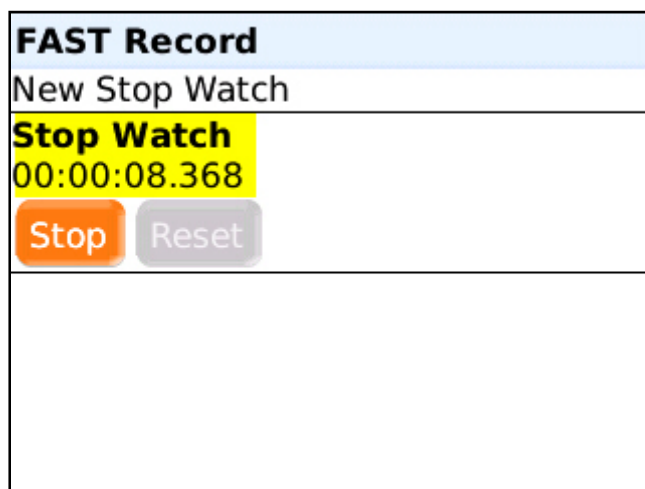 FAST Record
New Stop Watch
Stop Watch
00:00:08.368
Stop Reset